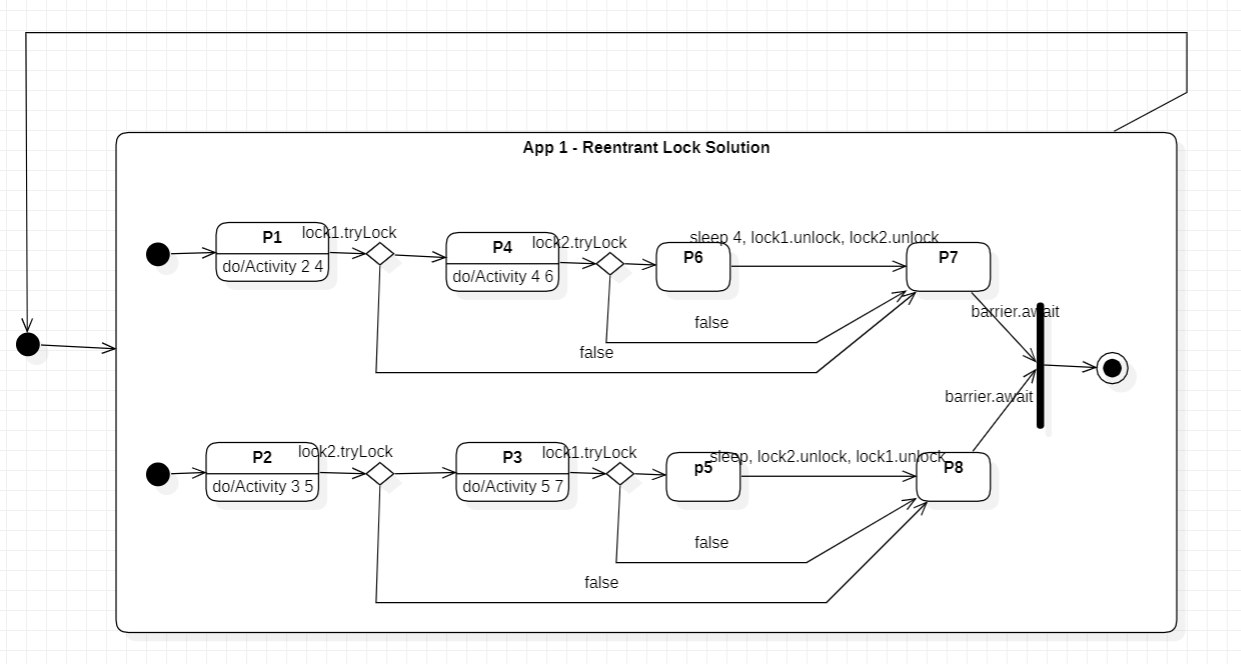 App 1 - Reentrant Lock Solution
P1
do/Activity 2 4
lock1.tryLock
P4
do/Activity 4 6
lock2.tryLock
P6
sleep 4, lock1.unlock, lock2.unlock
P7
false
false
barrier.await
barrier.await
P2
do/Activity 3 5
lock2.tryLock
P3
do/Activity 5 7
lock1.tryLock
p5
sleep, lock2.unlock, lock1.unlock
P8
false
false